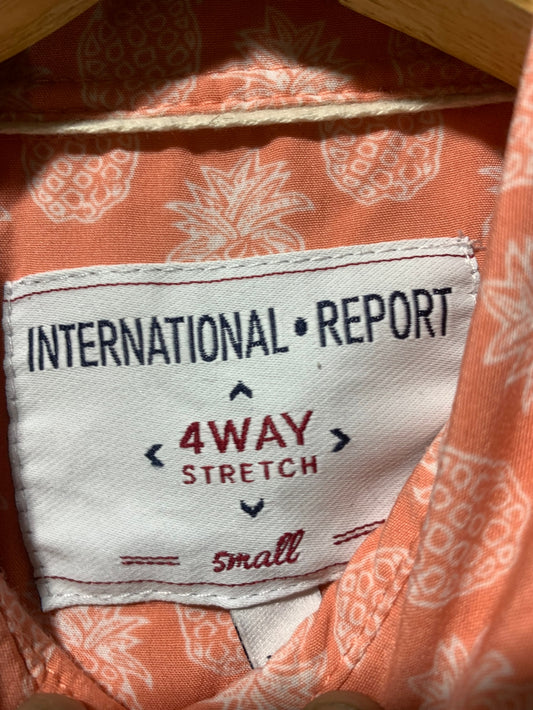 INTERNATIONAL • REPORT
4WAY
STRETCH
small